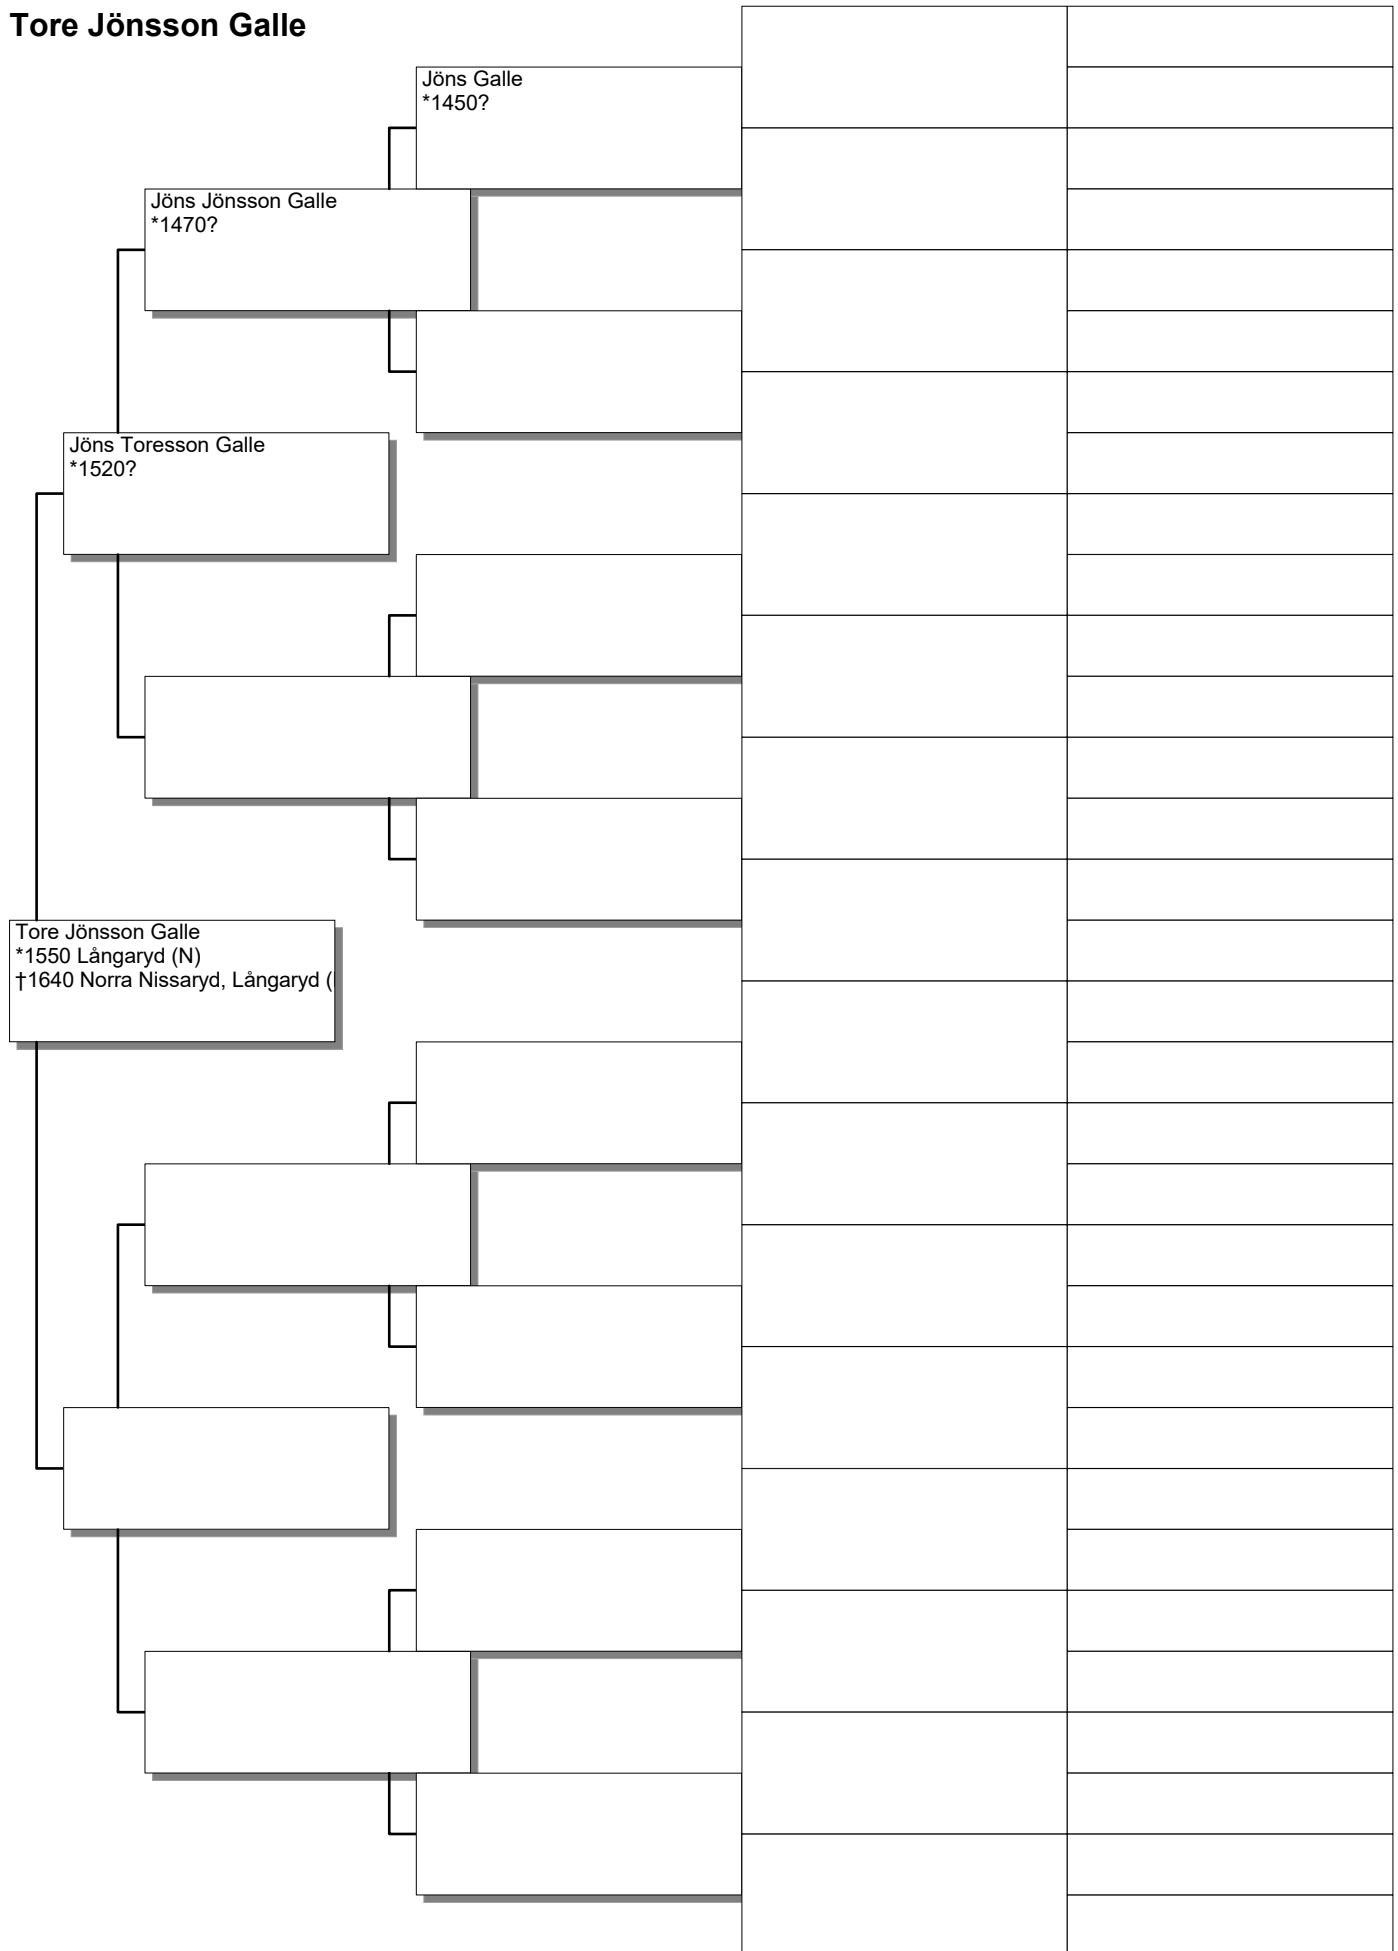 Tore Jönsson Galle
Jöns Galle
*1450?
Jöns Jönsson Galle
*1470?
Jöns Toresson Galle
*1520?
Tore Jönsson Galle
*1550 Långaryd (N)
†1640 Norra Nissaryd, Långaryd (